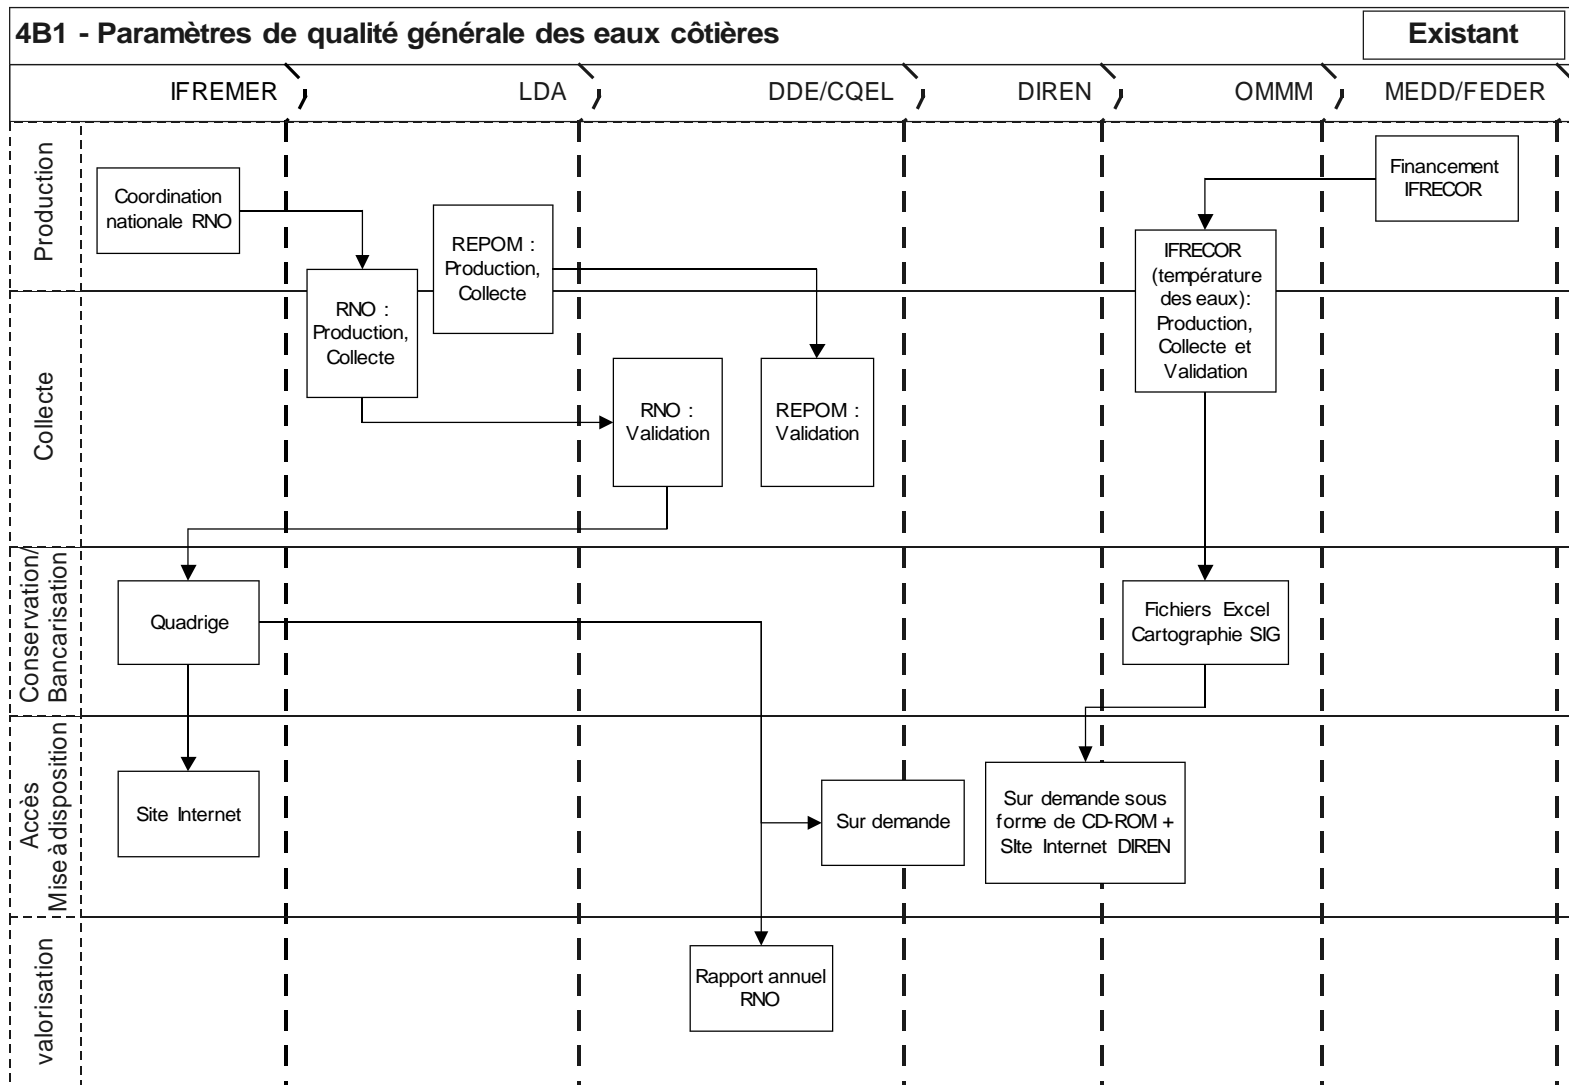 4B1 - Paramètres de qualité générale des eaux côtières
Existant
IFREMER
LDA
DDE/CQEL
DIREN
OMMM
MEDD/FEDER
Production
Coordination
nationale RNO
REPOM :
Production,
Collecte
Financement
IFRECOR
IFRECOR
(température
des eaux):
Production,
Collecte et
Validation
RNO :
Production,
Collecte
Collecte
RNO :
Validation
REPOM :
Validation
Conservation/
Bancarisation
Quadrige
Fichiers Excel
Cartographie SIG
Accès
Mise à disposition
Site Internet
Sur demande
Sur demande sous
forme de CD-ROM +
SIte Internet DIREN
valorisation
Rapport annuel
RNO